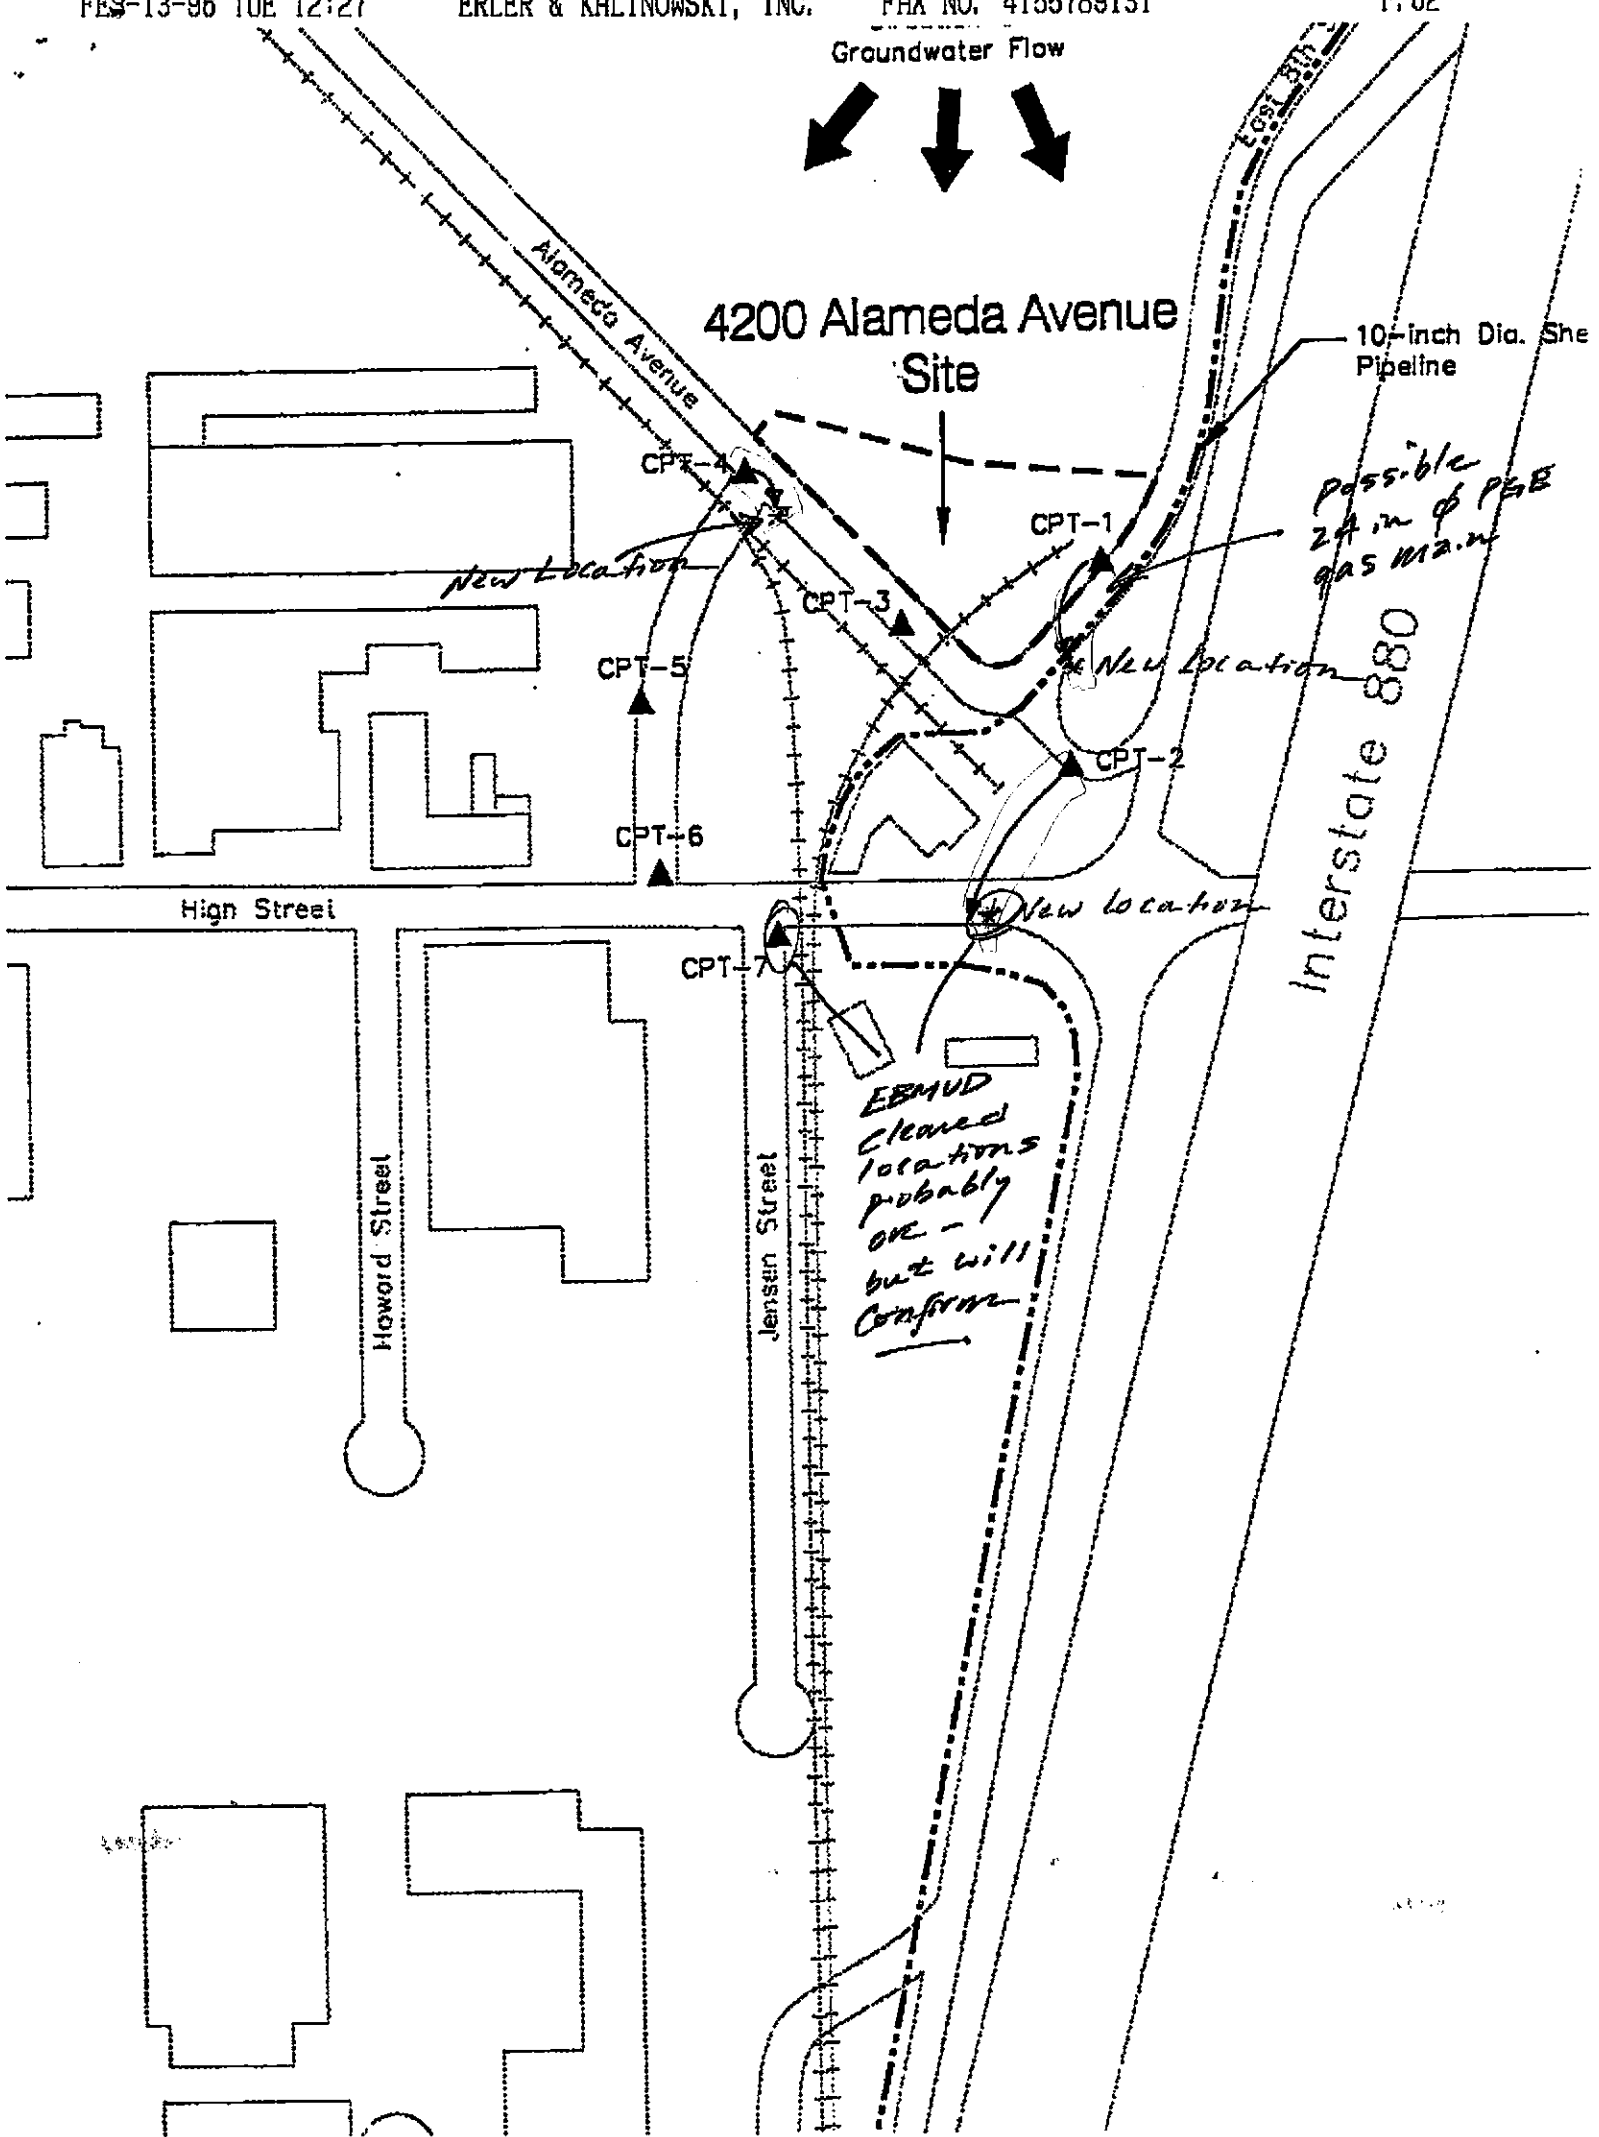 FEB-13-96 TUE 12:27 ERLER & KALINOWSKI, INC. FAX NO. 4155789131 P. 02
Groundwater Flow
East 8th
Alameda Avenue
4200 Alameda Avenue
Site
10-inch Dia. She
Pipeline
possible
24 in φ PG&E
gas main
CPT-4
CPT-1
New Location
CPT-3
CPT-5
New Location
Interstate 880
CPT-2
CPT-6
High Street
New Location
CPT-7
EBMUD
Cleared
locations
probably
OK -
but will
Confirm
Howard Street
Jensen Street